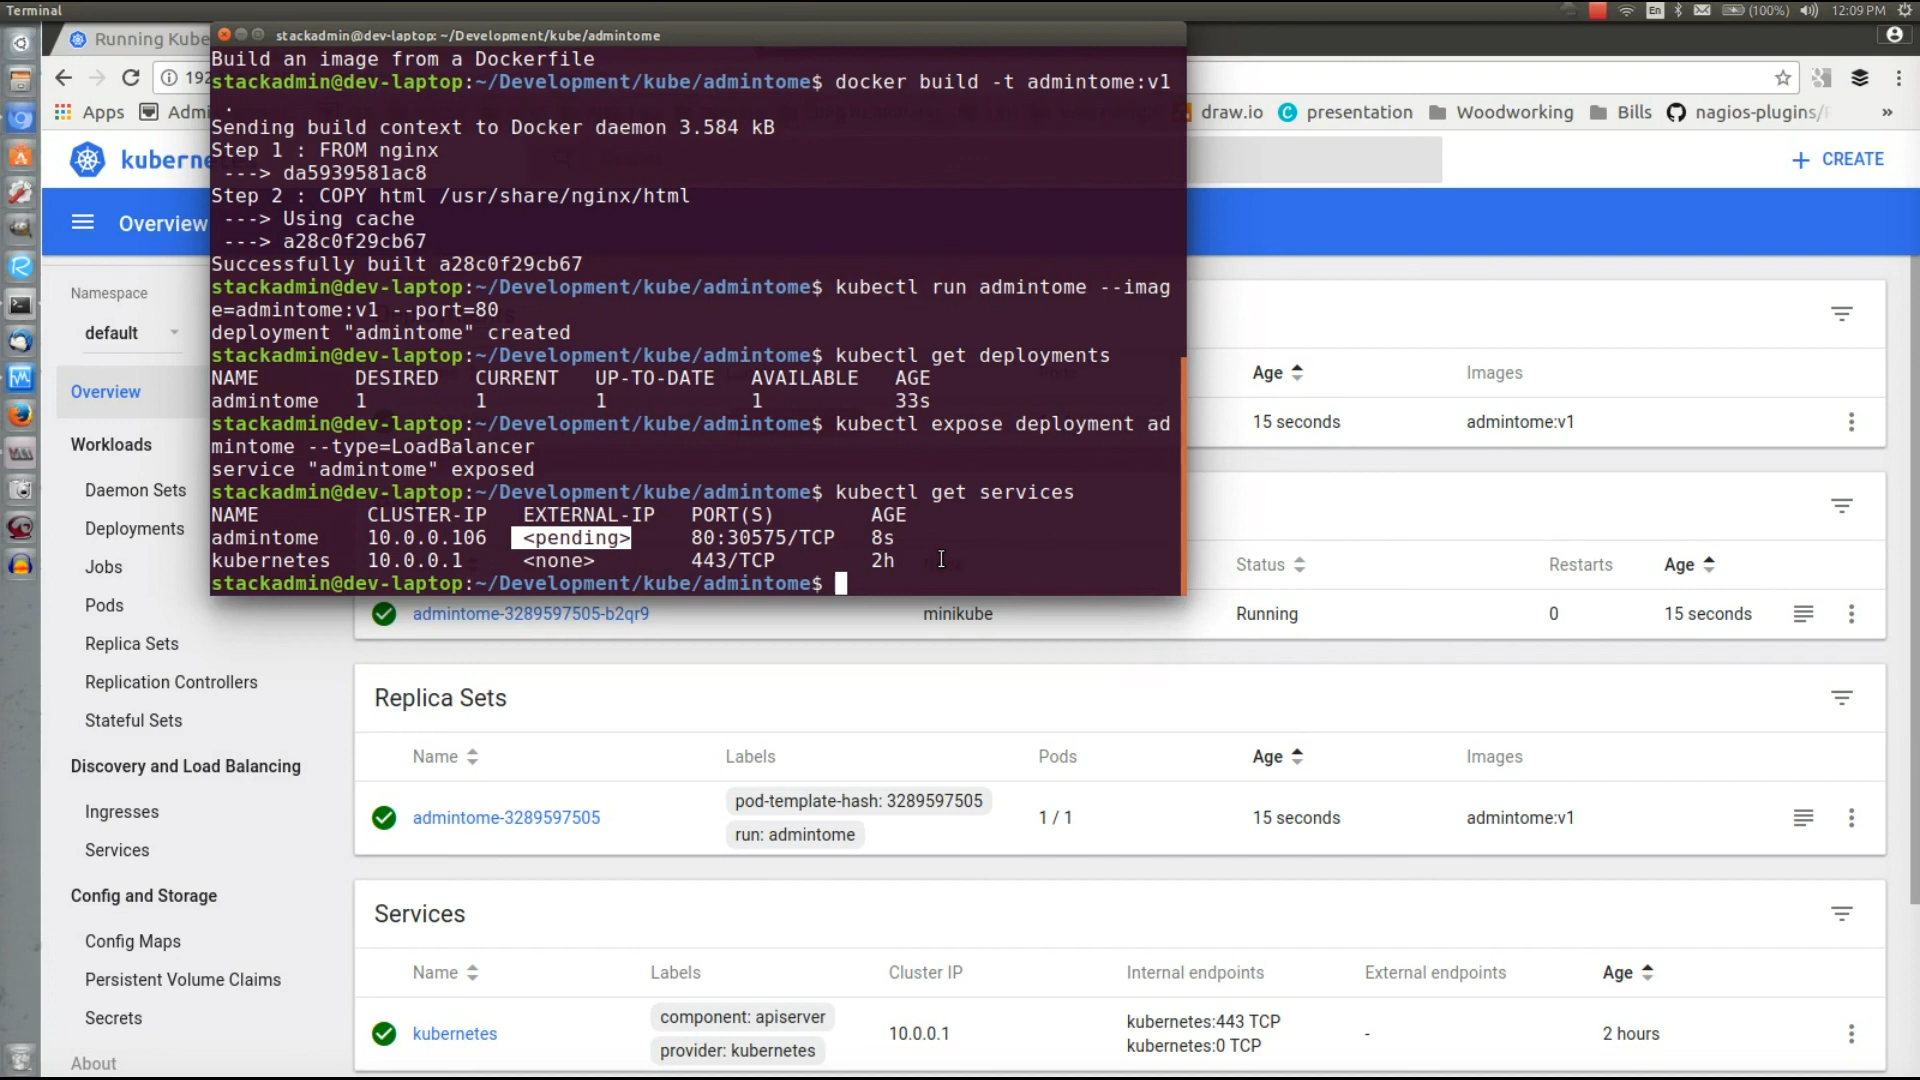 Terminal
En
(100%)
12:09 PM
Running Kube
stackadmin@dev-laptop: ~/Development/kube/admintome
192
Apps
Admi
draw.io
presentation
Woodworking
Bills
nagios-plugins/
»
kuberne
CREATE
Overview
Build an image from a Dockerfile
stackadmin@dev-laptop:~/Development/kube/admintome$ docker build -t admintome:v1
.
Sending build context to Docker daemon 3.584 kB
Step 1 : FROM nginx
---> da5939581ac8
Step 2 : COPY html /usr/share/nginx/html
---> Using cache
---> a28c0f29cb67
Successfully built a28c0f29cb67
stackadmin@dev-laptop:~/Development/kube/admintome$ kubectl run admintome --imag
e=admintome:v1 --port=80
deployment "admintome" created
stackadmin@dev-laptop:~/Development/kube/admintome$ kubectl get deployments
NAME DESIRED CURRENT UP-TO-DATE AVAILABLE AGE
admintome 1 1 1 1 33s
stackadmin@dev-laptop:~/Development/kube/admintome$ kubectl expose deployment ad
mintome --type=LoadBalancer
service "admintome" exposed
stackadmin@dev-laptop:~/Development/kube/admintome$ kubectl get services
NAME CLUSTER-IP EXTERNAL-IP PORT(S) AGE
admintome 10.0.0.106 <pending> 80:30575/TCP 8s
kubernetes 10.0.0.1 <none> 443/TCP 2h
stackadmin@dev-laptop:~/Development/kube/admintome$
Namespace
default
Overview
Workloads
Daemon Sets
Deployments
Jobs
Pods
Replica Sets
Replication Controllers
Stateful Sets
Discovery and Load Balancing
Ingresses
Services
Config and Storage
Config Maps
Persistent Volume Claims
Secrets
About
Age Images
15 seconds admintome:v1
Status Restarts Age
admintome-3289597505-b2qr9 minikube Running 0 15 seconds
Replica Sets
Name Labels Pods Age Images
admintome-3289597505 pod-template-hash: 3289597505 1 / 1 15 seconds admintome:v1
run: admintome
Services
Name Labels Cluster IP Internal endpoints External endpoints Age
kubernetes component: apiserver 10.0.0.1 kubernetes:443 TCP - 2 hours
provider: kubernetes kubernetes:0 TCP